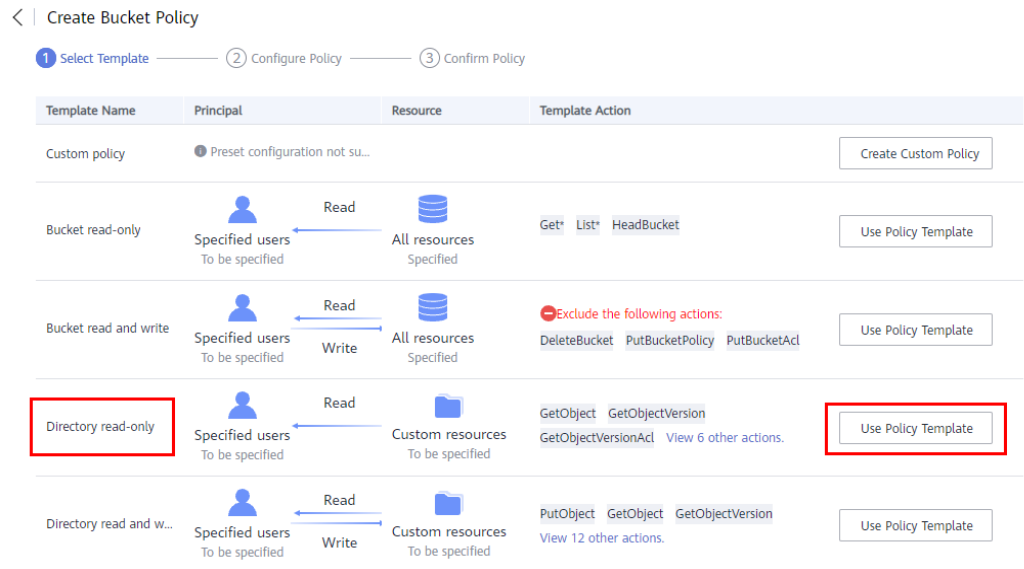 Create Bucket Policy
1 Select Template 2 Configure Policy 3 Confirm Policy
Template Name Principal Resource Template Action
Custom policy Preset configuration not su... Create Custom Policy
Bucket read-only Specified users To be specified Read All resources Specified Get* List* HeadBucket Use Policy Template
Bucket read and write Specified users To be specified Read Write All resources Specified Exclude the following actions: DeleteBucket PutBucketPolicy PutBucketAcl Use Policy Template
Directory read-only Specified users To be specified Read Custom resources To be specified GetObject GetObjectVersion GetObjectVersionAcl View 6 other actions. Use Policy Template
Directory read and w... Specified users To be specified Read Write Custom resources To be specified PutObject GetObject GetObjectVersion View 12 other actions. Use Policy Template